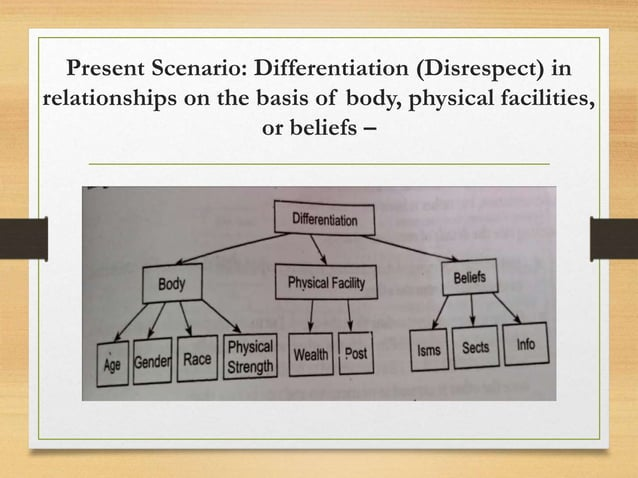 Present Scenario: Differentiation (Disrespect) in
relationships on the basis of body, physical facilities,
or beliefs –
Differentiation
Body
Physical Facility
Beliefs
Age
Gender
Race
Physical
Strength
Wealth
Post
Isms
Sects
Info